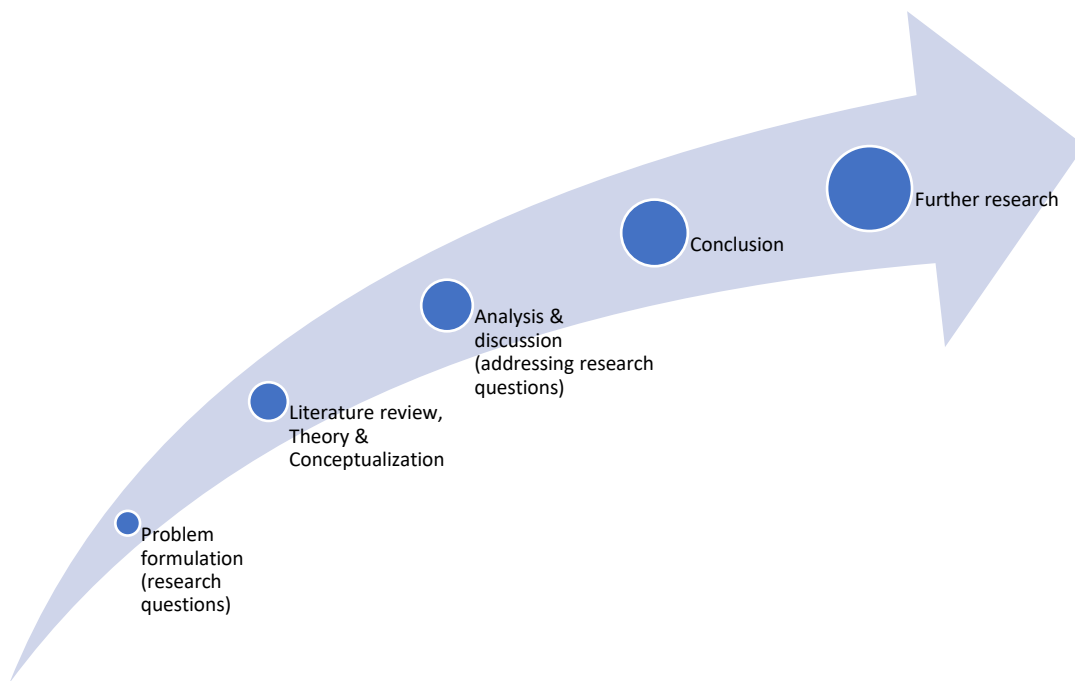 Problem
formulation
(research
questions)
Literature review,
Theory &
Conceptualization
Analysis &
discussion
(addressing research
questions)
Conclusion
Further research